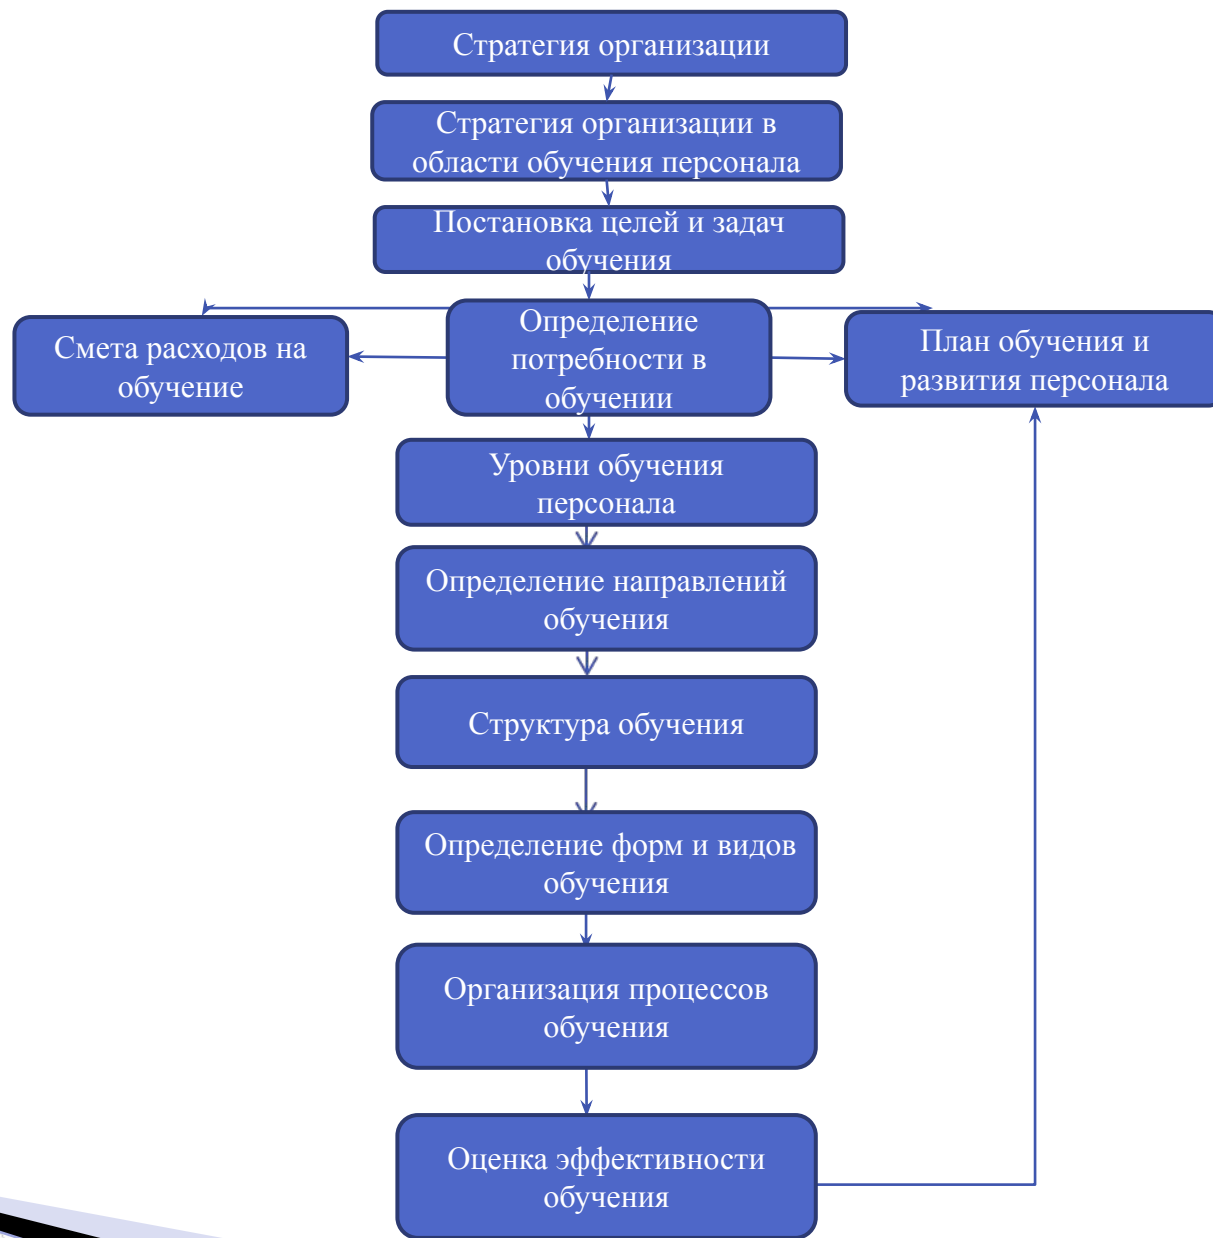 Стратегия организации
Стратегия организации в
области обучения персонала
Постановка целей и задач
обучения
Смета расходов на
обучение
Определение
потребности в
обучении
План обучения и
развития персонала
Уровни обучения
персонала
Определение направлений
обучения
Структура обучения
Определение форм и видов
обучения
Организация процессов
обучения
Оценка эффективности
обучения